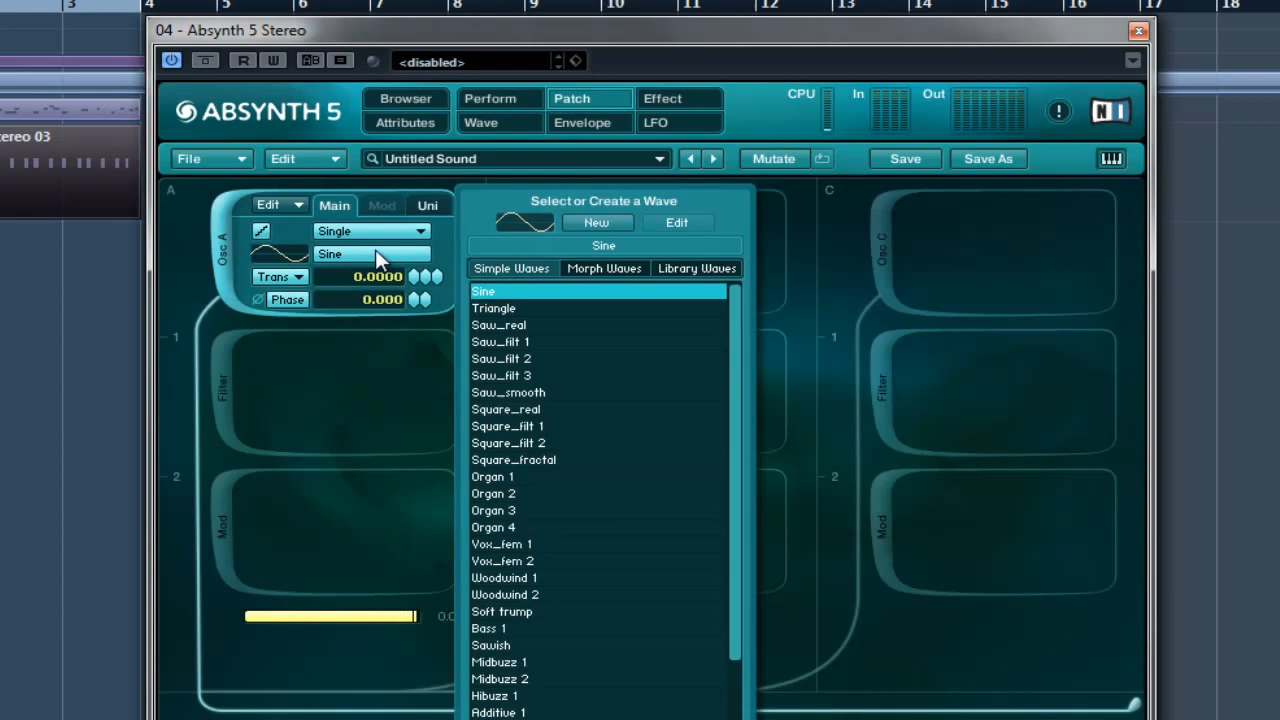 3 4 5 6 7 8 9 10 11 12 13 14 15 16 17 18
04 - Absynth 5 Stereo
R W AB <disabled>
ABSYNTH 5 Browser Perform Patch Effect CPU In Out ! N I
Attributes Wave Envelope LFO
tereo 03
File Edit Untitled Sound Mutate Save Save As
A C
Select or Create a Wave
Edit Main Mod Uni
New Edit
Osc A Single
Sine
Sine
Trans 0.0000
Phase 0.000
Simple Waves Morph Waves Library Waves
Osc C
Sine
Triangle
Saw_real
1 1
Saw_filt 1
Saw_filt 2
Saw_filt 3
Filter Filter
Saw_smooth
Square_real
Square_filt 1
Square_filt 2
Square_fractal
2 2
Organ 1
Organ 2
Organ 3
Organ 4
Mod Mod
Vox_fem 1
Vox_fem 2
Woodwind 1
Woodwind 2
Soft trump
0.0
Bass 1
Sawish
Midbuzz 1
Midbuzz 2
Hibuzz 1
Additive 1